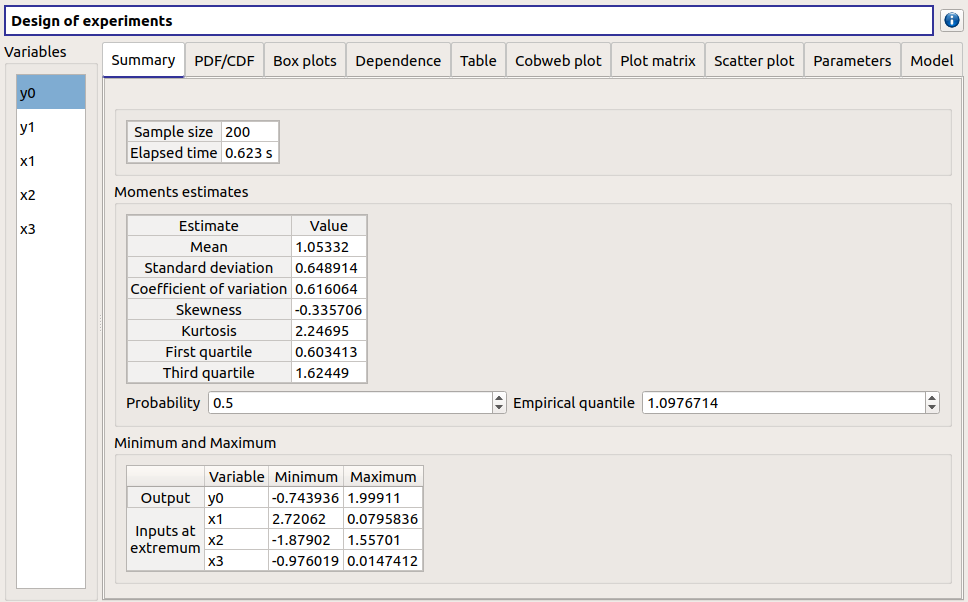 Design of experiments
Variables
y0
y1
x1
x2
x3
Summary PDF/CDF Box plots Dependence Table Cobweb plot Plot matrix Scatter plot Parameters Model
Sample size 200
Elapsed time 0.623 s
Moments estimates
Estimate Value
Mean 1.05332
Standard deviation 0.648914
Coefficient of variation 0.616064
Skewness -0.335706
Kurtosis 2.24695
First quartile 0.603413
Third quartile 1.62449
Probability 0.5 Empirical quantile 1.0976714
Minimum and Maximum
Variable Minimum Maximum
Output y0 -0.743936 1.99911
Inputs at extremum
x1 2.72062 0.0795836
x2 -1.87902 1.55701
x3 -0.976019 0.0147412